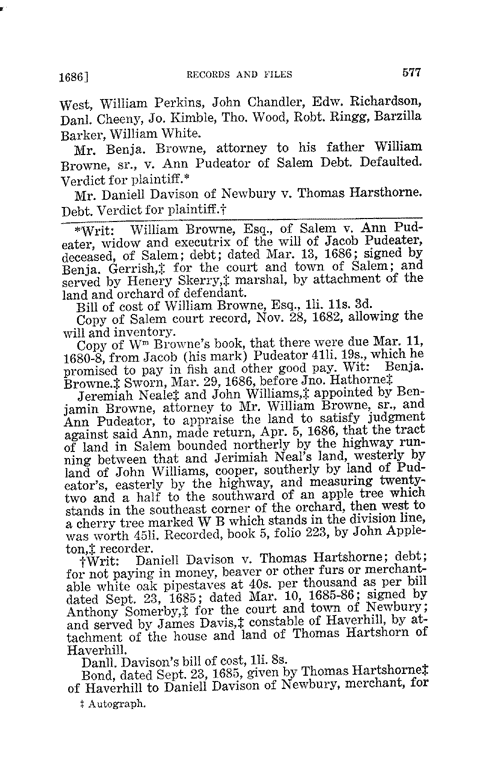 1686]
RECORDS AND FILES
577
West, William Perkins, John Chandler, Edw. Richardson,
Danl. Cheeny, Jo. Kimble, Tho. Wood, Robt. Ringg, Barzilla
Barker, William White.
Mr. Benja. Browne, attorney to his father William
Browne, sr., v. Ann Pudeator of Salem Debt. Defaulted.
Verdict for plaintiff.*
Mr. Daniell Davison of Newbury v. Thomas Harsthorne.
Debt. Verdict for plaintiff.†
*Writ: William Browne, Esq., of Salem v. Ann Pud-
eater, widow and executrix of the will of Jacob Pudeater,
deceased, of Salem; debt; dated Mar. 13, 1686; signed by
Benja. Gerrish,‡ for the court and town of Salem; and
served by Henery Skerry,‡ marshal, by attachment of the
land and orchard of defendant.
Bill of cost of William Browne, Esq., 1li. 11s. 3d.
Copy of Salem court record, Nov. 28, 1682, allowing the
will and inventory.
Copy of Wm Browne's book, that there were due Mar. 11,
1680-8, from Jacob (his mark) Pudeator 41li. 19s., which he
promised to pay in fish and other good pay. Wit: Benja.
Browne.‡ Sworn, Mar. 29, 1686, before Jno. Hathorne‡
Jeremiah Neale‡ and John Williams,‡ appointed by Ben-
jamin Browne, attorney to Mr. William Browne, sr., and
Ann Pudeator, to appraise the land to satisfy judgment
against said Ann, made return, Apr. 5, 1686, that the tract
of land in Salem bounded northerly by the highway run-
ning between that and Jerimiah Neal's land, westerly by
land of John Williams, cooper, southerly by land of Pud-
eator's, easterly by the highway, and measuring twenty-
two and a half to the southward of an apple tree which
stands in the southeast corner of the orchard, then west to
a cherry tree marked W B which stands in the division line,
was worth 45li. Recorded, book 5, folio 223, by John Apple-
ton,‡ recorder.
†Writ: Daniell Davison v. Thomas Hartshorne; debt;
for not paying in money, beaver or other furs or merchant-
able white oak pipestaves at 40s. per thousand as per bill
dated Sept. 23, 1685; dated Mar. 10, 1685-86; signed by
Anthony Somerby,‡ for the court and town of Newbury;
and served by James Davis,‡ constable of Haverhill, by at-
tachment of the house and land of Thomas Hartshorn of
Haverhill.
Danll. Davison's bill of cost, 1li. 8s.
Bond, dated Sept. 23, 1685, given by Thomas Hartshorne‡
of Haverhill to Daniell Davison of Newbury, merchant, for
‡ Autograph.